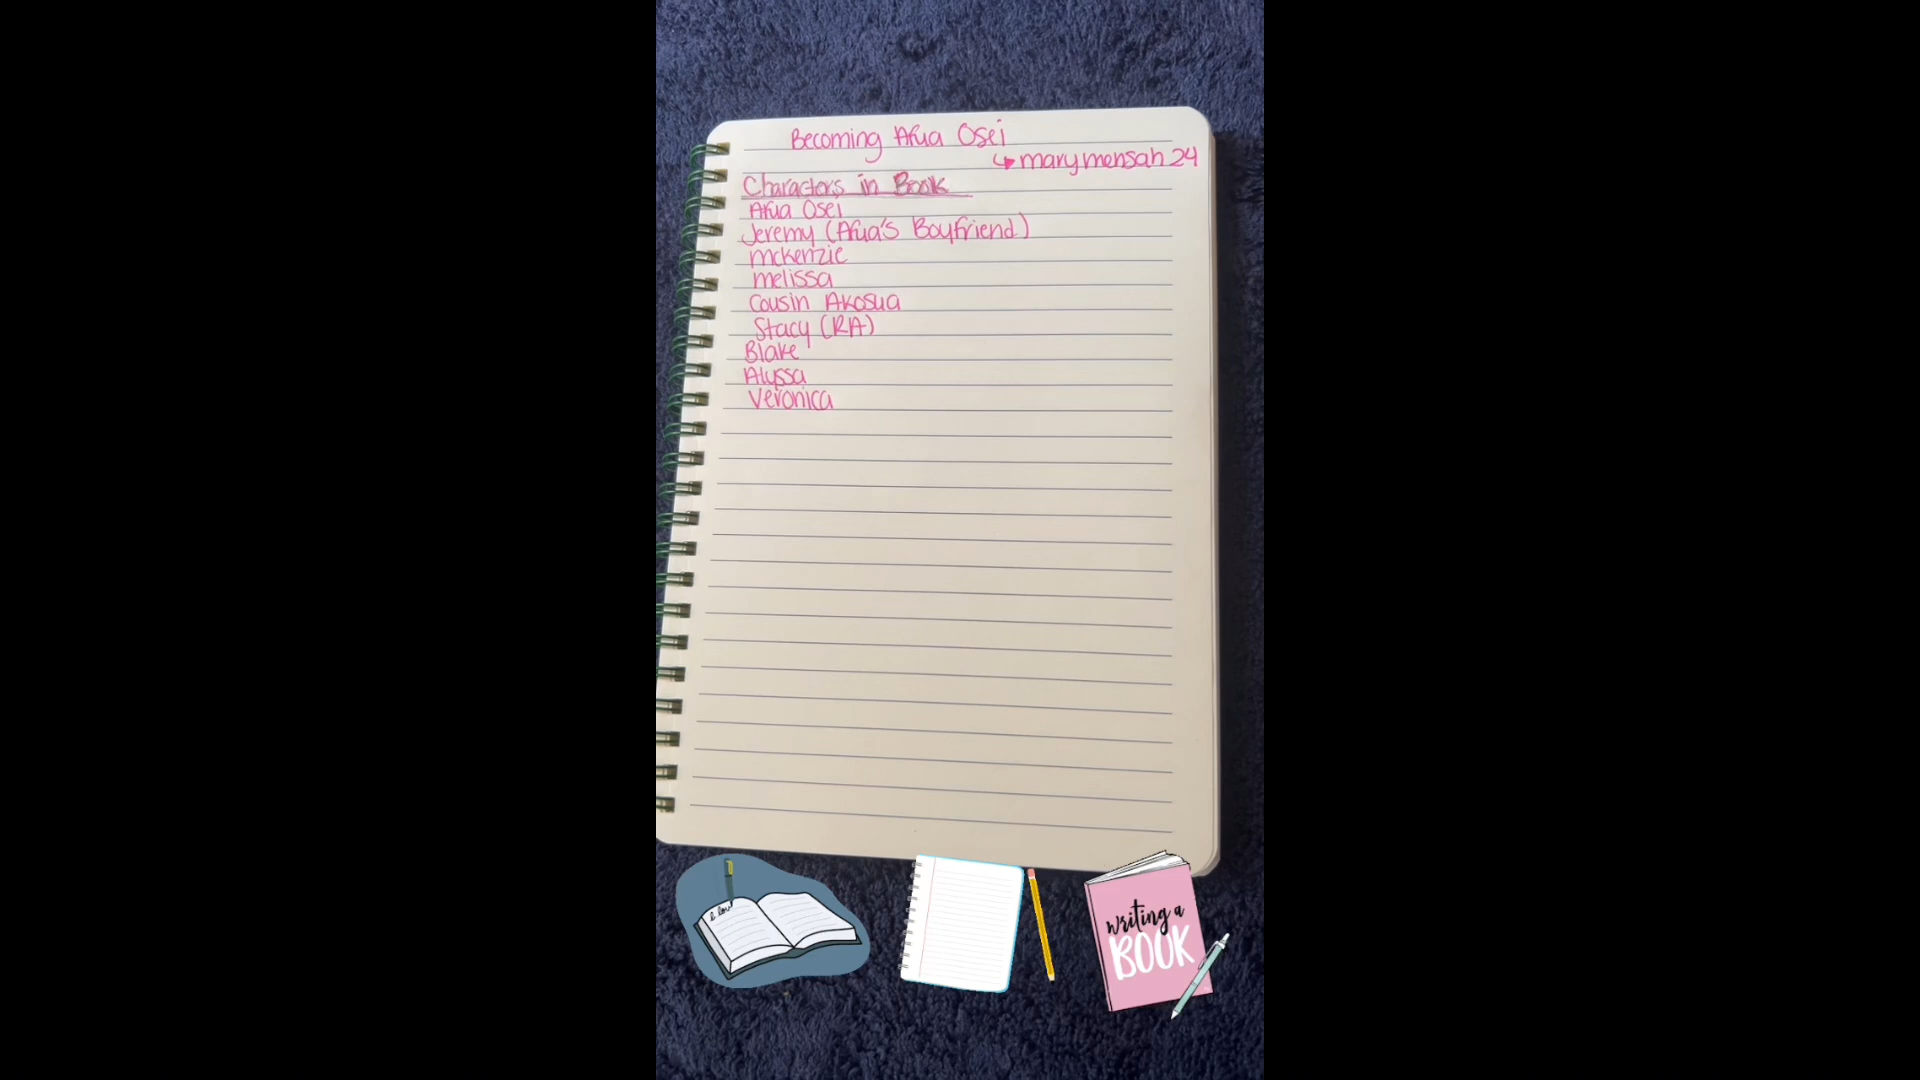 Becoming Afua Osei
↳ marymensah24
Characters in Book
Afua Osei
Jeremy (Afua's Boyfriend)
mckenzie
melissa
Cousin Akosua
Stacy (RA)
Blake
Alyssa
Veronica
writing a
BOOK